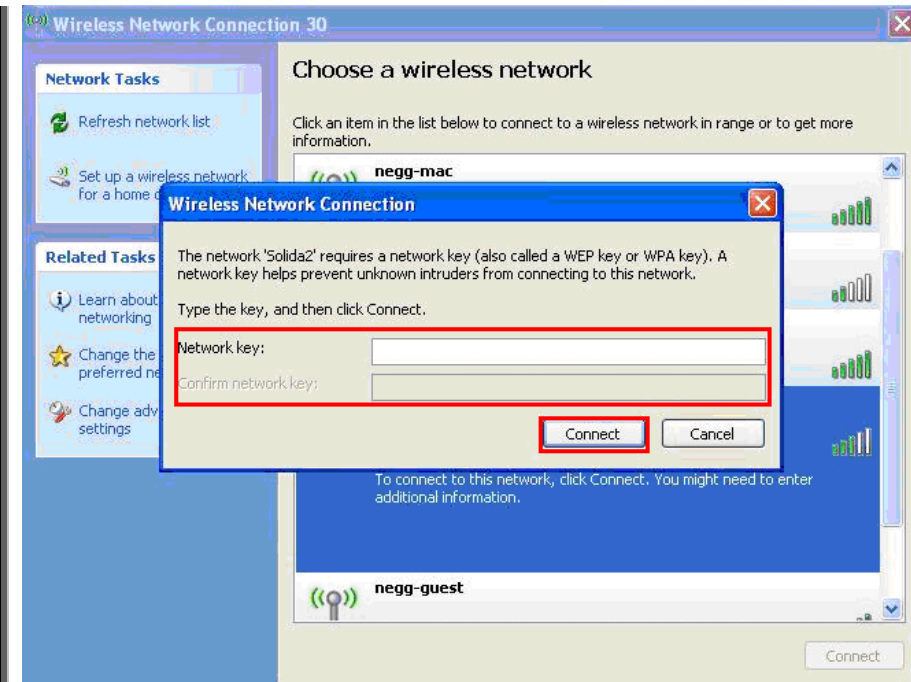 Wireless Network Connection 30
Network Tasks
Refresh network list
Set up a wireless network
for a home
Related Tasks
Learn about
networking
Change the
preferred
Change
settings
Choose a wireless network
Click an item in the list below to connect to a wireless network in range or to get more
information.
negg-mac
Wireless Network Connection
The network 'Solida2' requires a network key (also called a WEP key or WPA key). A
network key helps prevent unknown intruders from connecting to this network.
Type the key, and then click Connect.
Network key:
Confirm network key:
Connect
Cancel
To connect to this network, click Connect. You might need to enter
additional information.
negg-guest
Connect